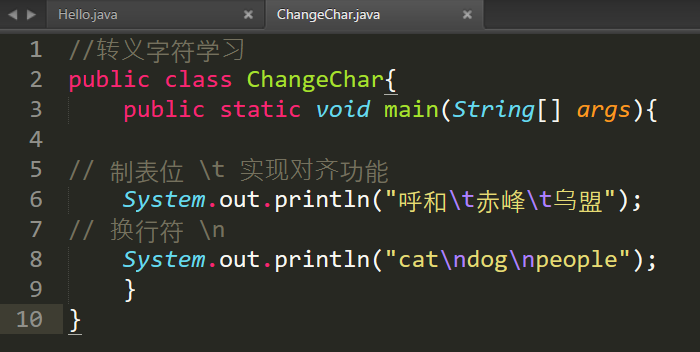 Hello.java × ChangeChar.java ×
1 //转义字符学习
2 public class ChangeChar{
3 public static void main(String[] args){
4
5 // 制表位 \t 实现对齐功能
6 System.out.println("呼和\t赤峰\t乌盟");
7 // 换行符 \n
8 System.out.println("cat\ndog\npeople");
9 }
10 }